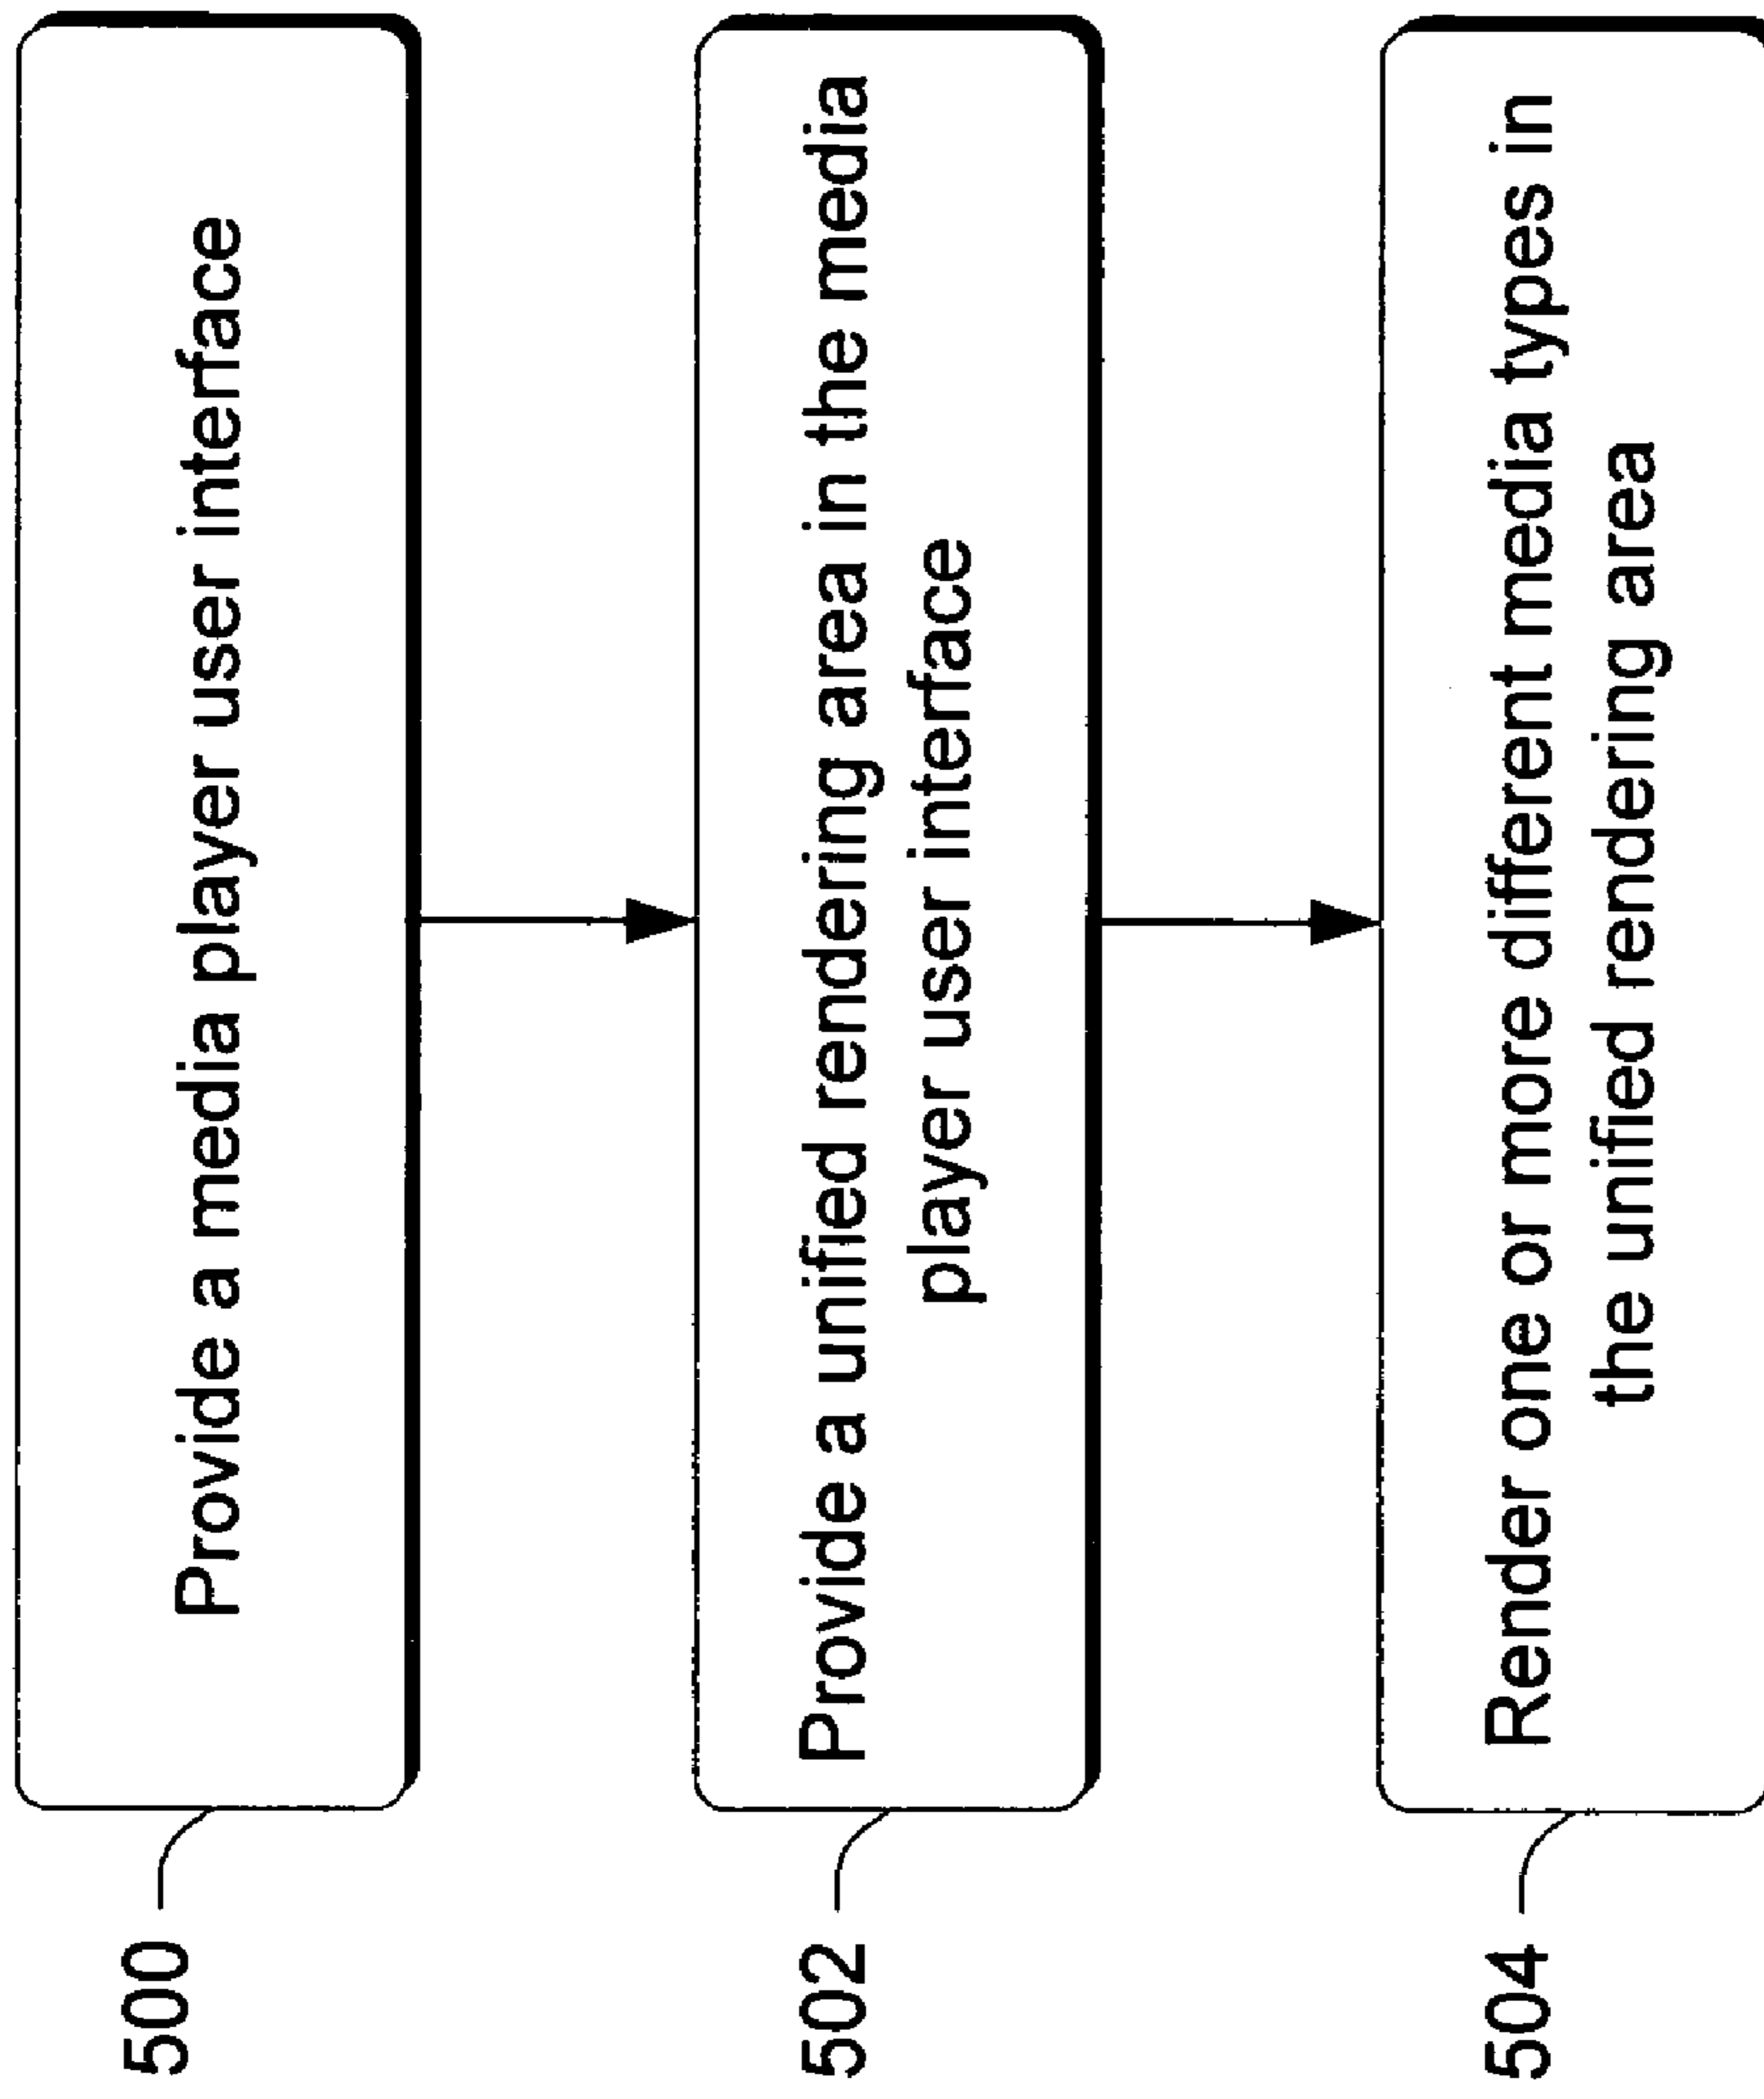 500
Provide a media player user interface
502
Provide a unified rendering area in the media
player user interface
504
Render one or more different media types in
the unified rendering area